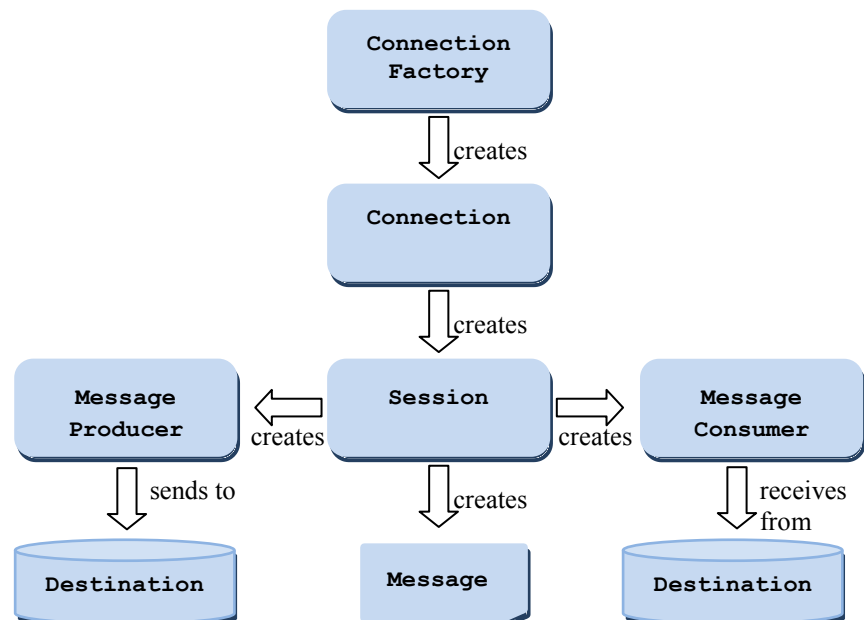 Connection
Factory
creates
Connection
creates
Message
Producer
creates
Session
creates
Message
Consumer
sends to
creates
receives
from
Destination
Message
Destination